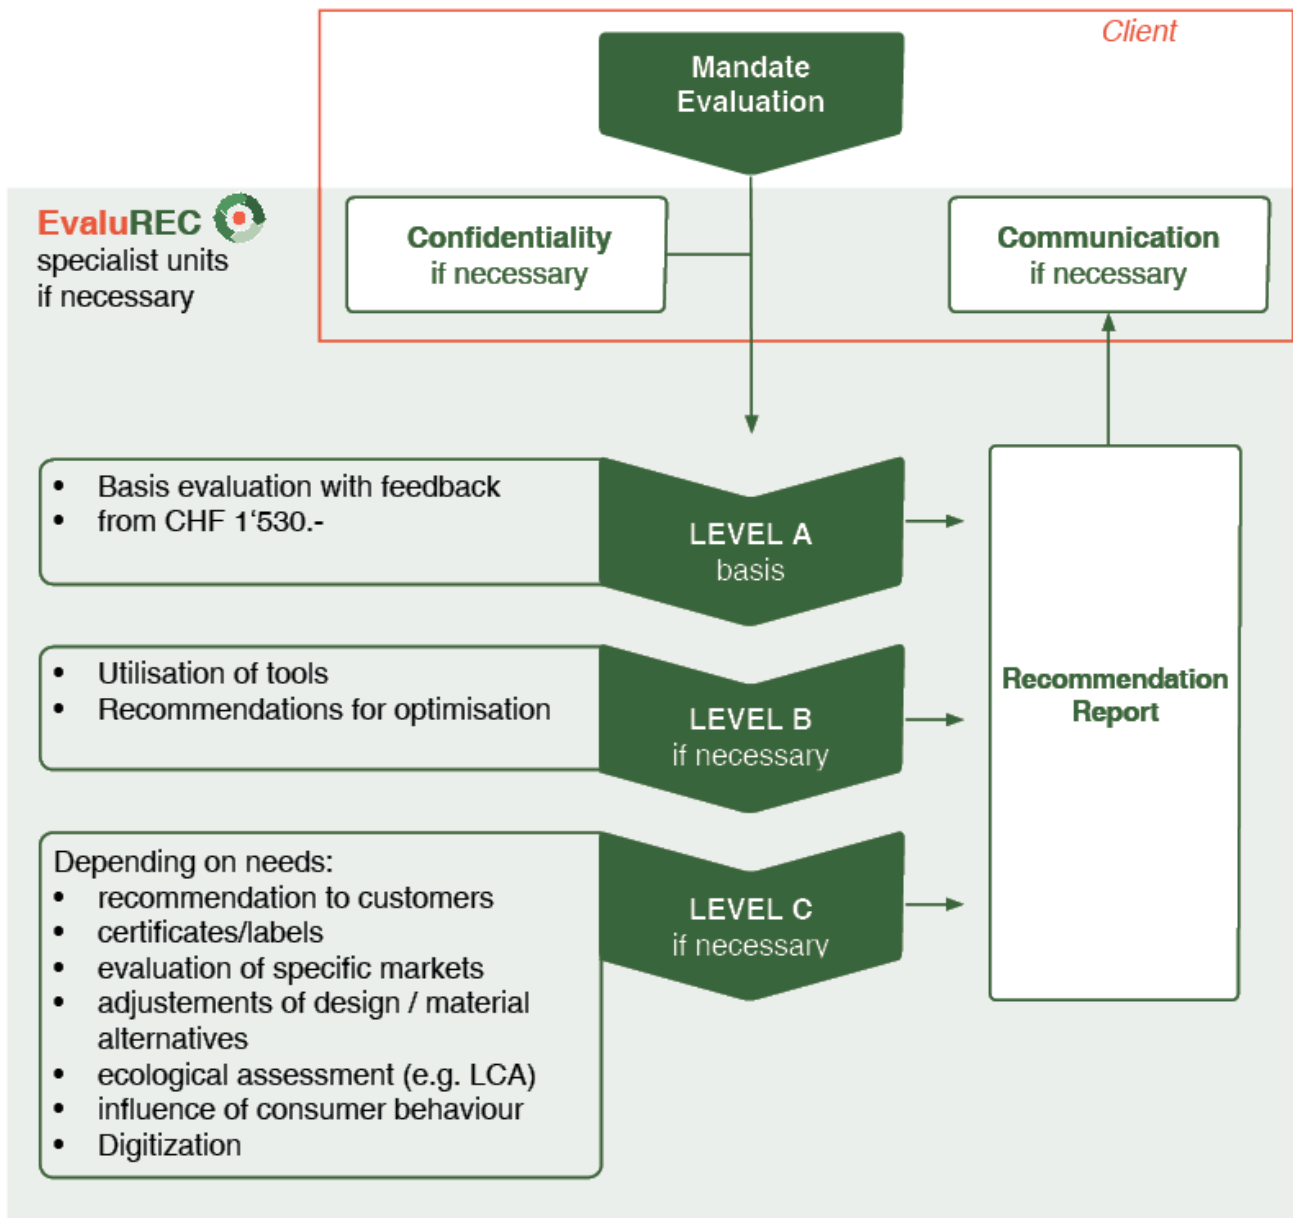 Client
Mandate
Evaluation
EvaluREC
specialist units
if necessary
Confidentiality
if necessary
Communication
if necessary
• Basis evaluation with feedback
• from CHF 1‘530.-
LEVEL A
basis
• Utilisation of tools
• Recommendations for optimisation
LEVEL B
if necessary
Recommendation
Report
Depending on needs:
• recommendation to customers
• certificates/labels
• evaluation of specific markets
• adjustements of design / material
alternatives
• ecological assessment (e.g. LCA)
• influence of consumer behaviour
• Digitization
LEVEL C
if necessary